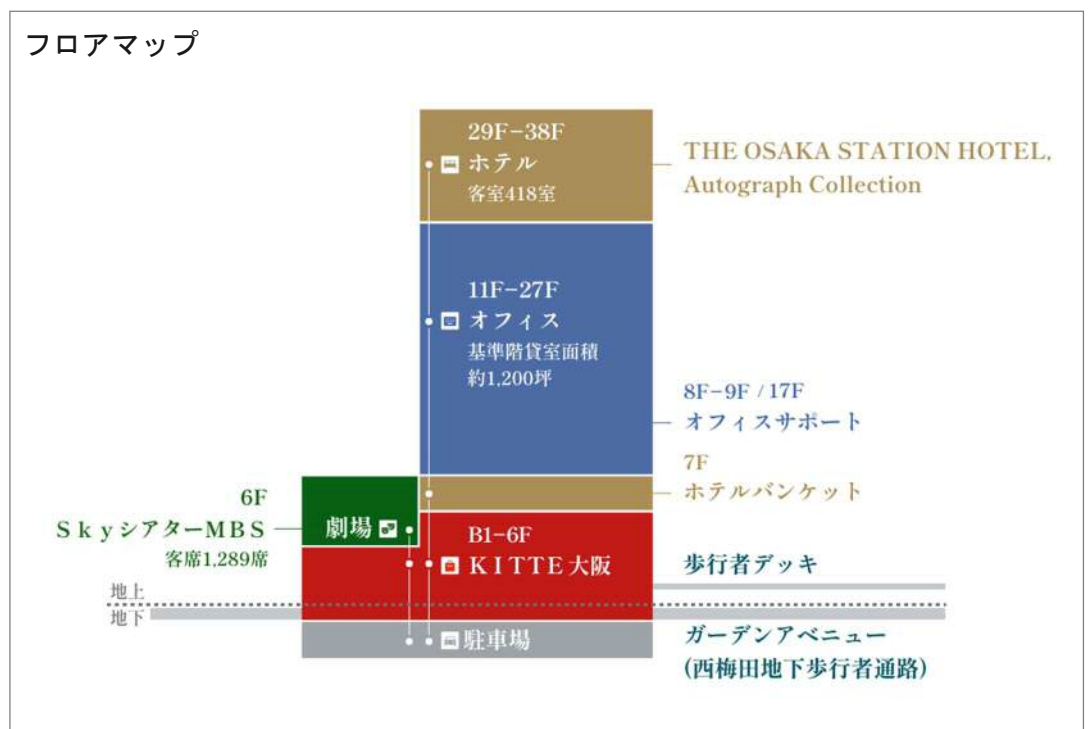 フロアマップ
29F−38F
ホテル
客室418室
THE OSAKA STATION HOTEL,
Autograph Collection
11F−27F
オフィス
基準階貸室面積
約1,200坪
8F−9F / 17F
オフィスサポート
7F
ホテルバンケット
6F
ＳｋｙシアターＭＢＳ
客席1,289席
劇場
B1−6F
ＫＩＴＴＥ大阪
歩行者デッキ
地上
地下
駐車場
ガーデンアベニュー
(西梅田地下歩行者通路)